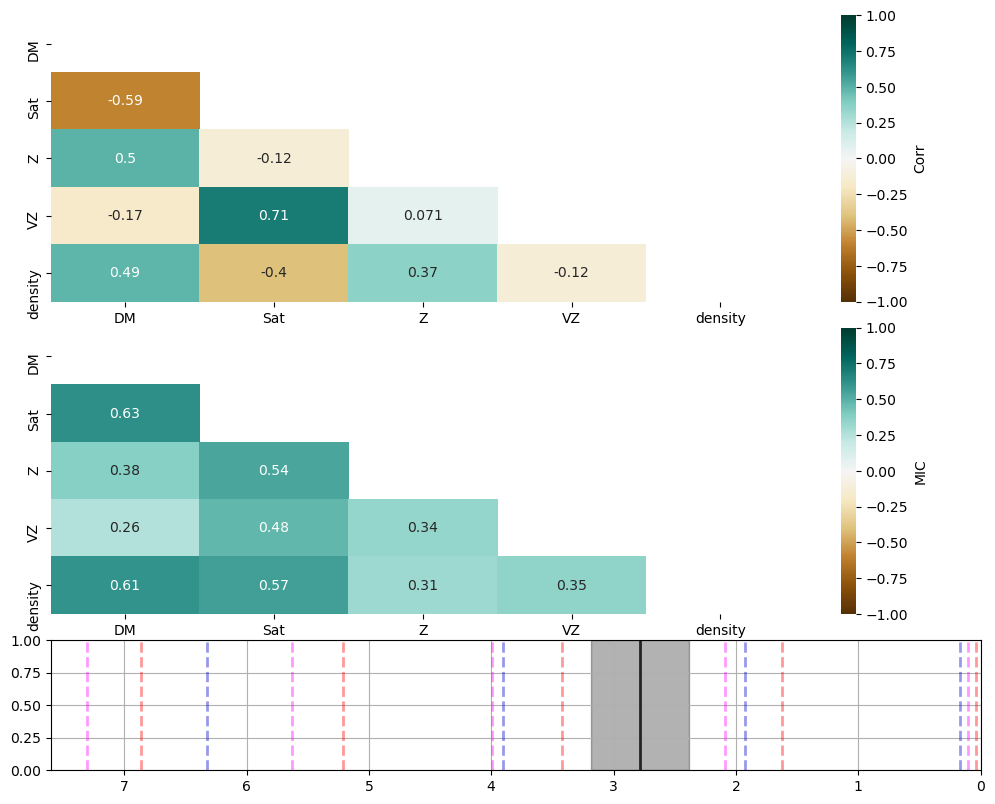 DM
Sat
Z
VZ
density
-0.59
0.5
-0.12
-0.17
0.71
0.071
0.49
-0.4
0.37
-0.12
DM
Sat
Z
VZ
density
1.00
0.75
0.50
0.25
0.00
−0.25
−0.50
−0.75
−1.00
Corr
DM
Sat
Z
VZ
density
0.63
0.38
0.54
0.26
0.48
0.34
0.61
0.57
0.31
0.35
DM
Sat
Z
VZ
density
1.00
0.75
0.50
0.25
0.00
−0.25
−0.50
−0.75
−1.00
MIC
1.00
0.75
0.50
0.25
0.00
7
6
5
4
3
2
1
0